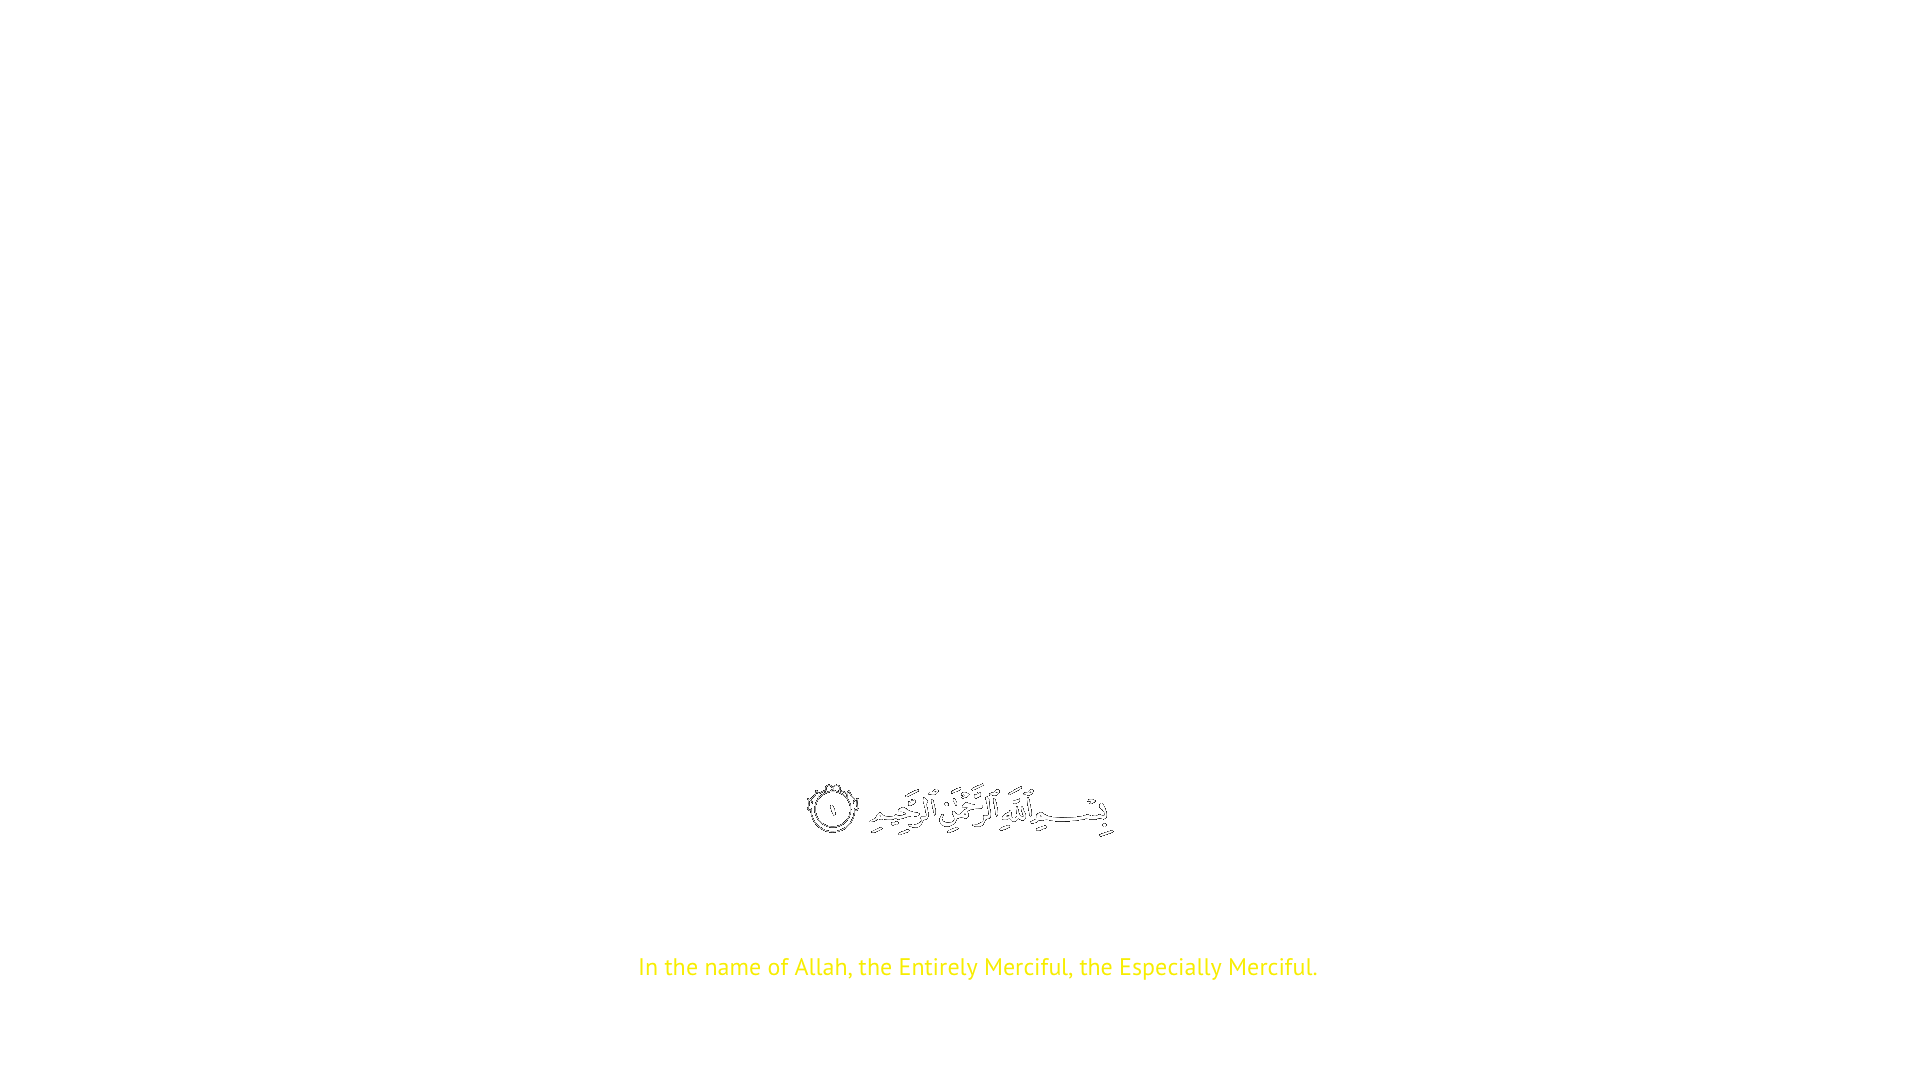 بِسۡمِ ٱللَّهِ ٱلرَّحۡمَٰنِ ٱلرَّحِيمِ ١
In the name of Allah, the Entirely Merciful, the Especially Merciful.